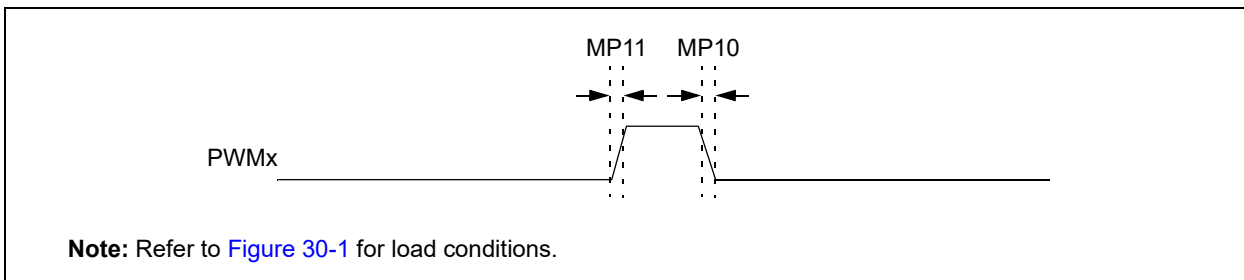 MP11 MP10
PWMx
Note: Refer to Figure 30-1 for load conditions.